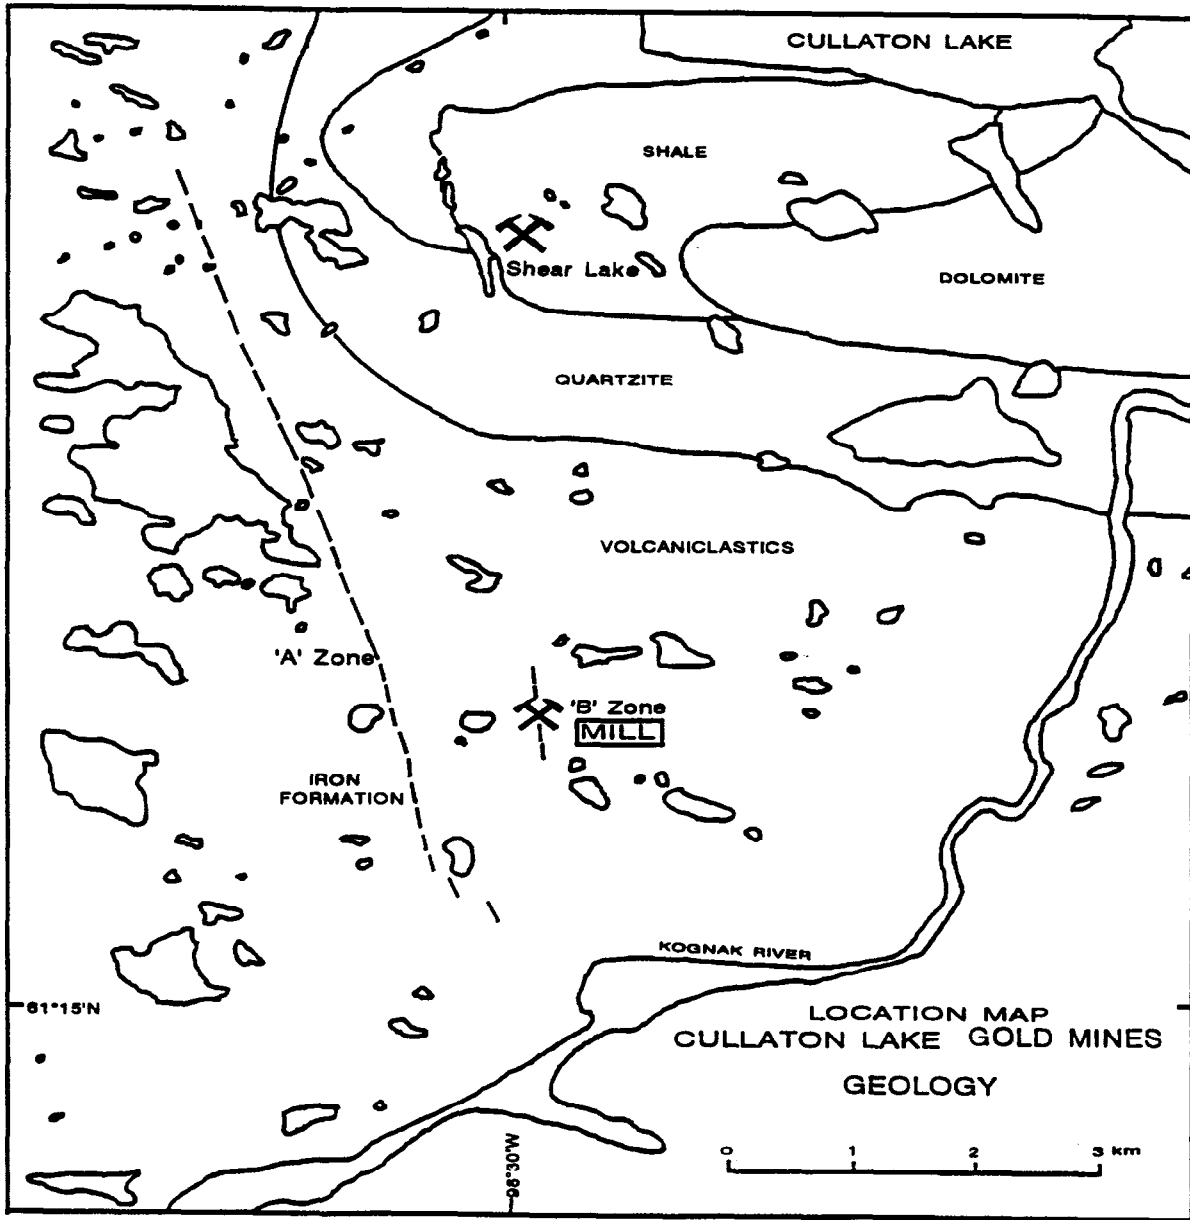 CULLATON LAKE
SHALE
Shear Lake
DOLOMITE
QUARTZITE
VOLCANICLASTICS
'A' Zone
'B' Zone
MILL
IRON
FORMATION
KOGNAK RIVER
61°15'N
LOCATION MAP
CULLATON LAKE GOLD MINES
GEOLOGY
98°30'W
0 1 2 3 km